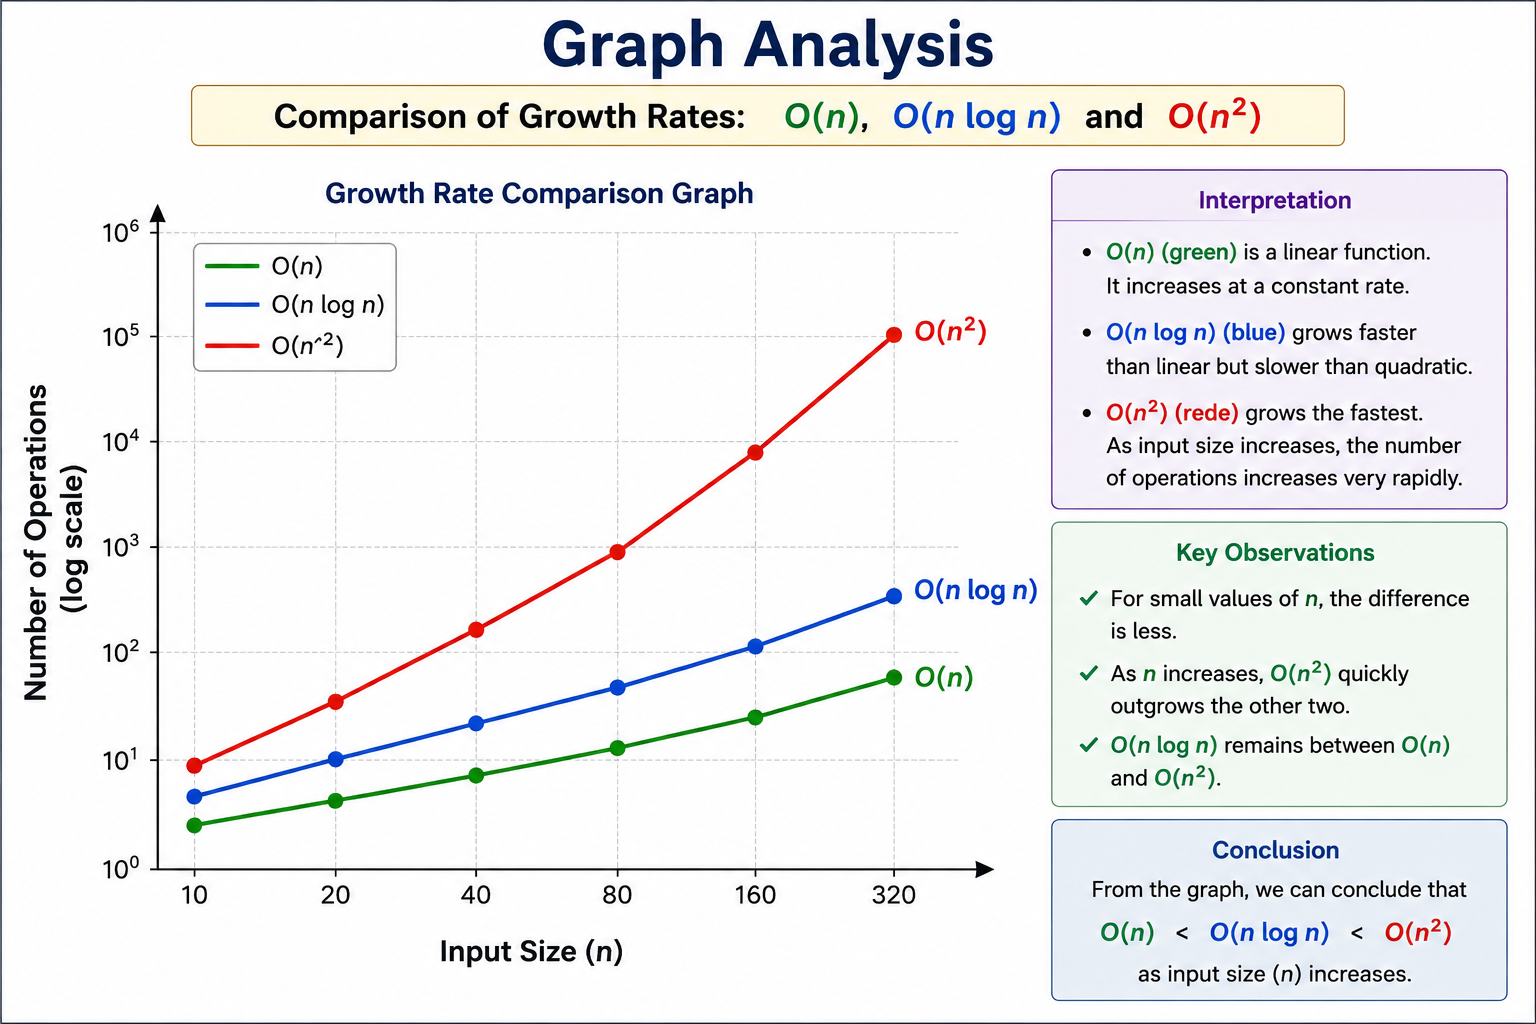 Graph Analysis
Comparison of Growth Rates: O(n), O(n log n) and O(n²)
Growth Rate Comparison Graph
Number of Operations
(log scale)
10⁶
10⁵
10⁴
10³
10²
10¹
10⁰
O(n)
O(n log n)
O(n^²)
O(n²)
O(n log n)
O(n)
10 20 40 80 160 320
Input Size (n)
Interpretation
• O(n) (green) is a linear function.
It increases at a constant rate.
• O(n log n) (blue) grows faster
than linear but slower than quadratic.
• O(n²) (rede) grows the fastest.
As input size increases, the number
of operations increases very rapidly.
Key Observations
✓ For small values of n, the difference
is less.
✓ As n increases, O(n²) quickly
outgrows the other two.
✓ O(n log n) remains between O(n)
and O(n²).
Conclusion
From the graph, we can conclude that
O(n) < O(n log n) < O(n²)
as input size (n) increases.